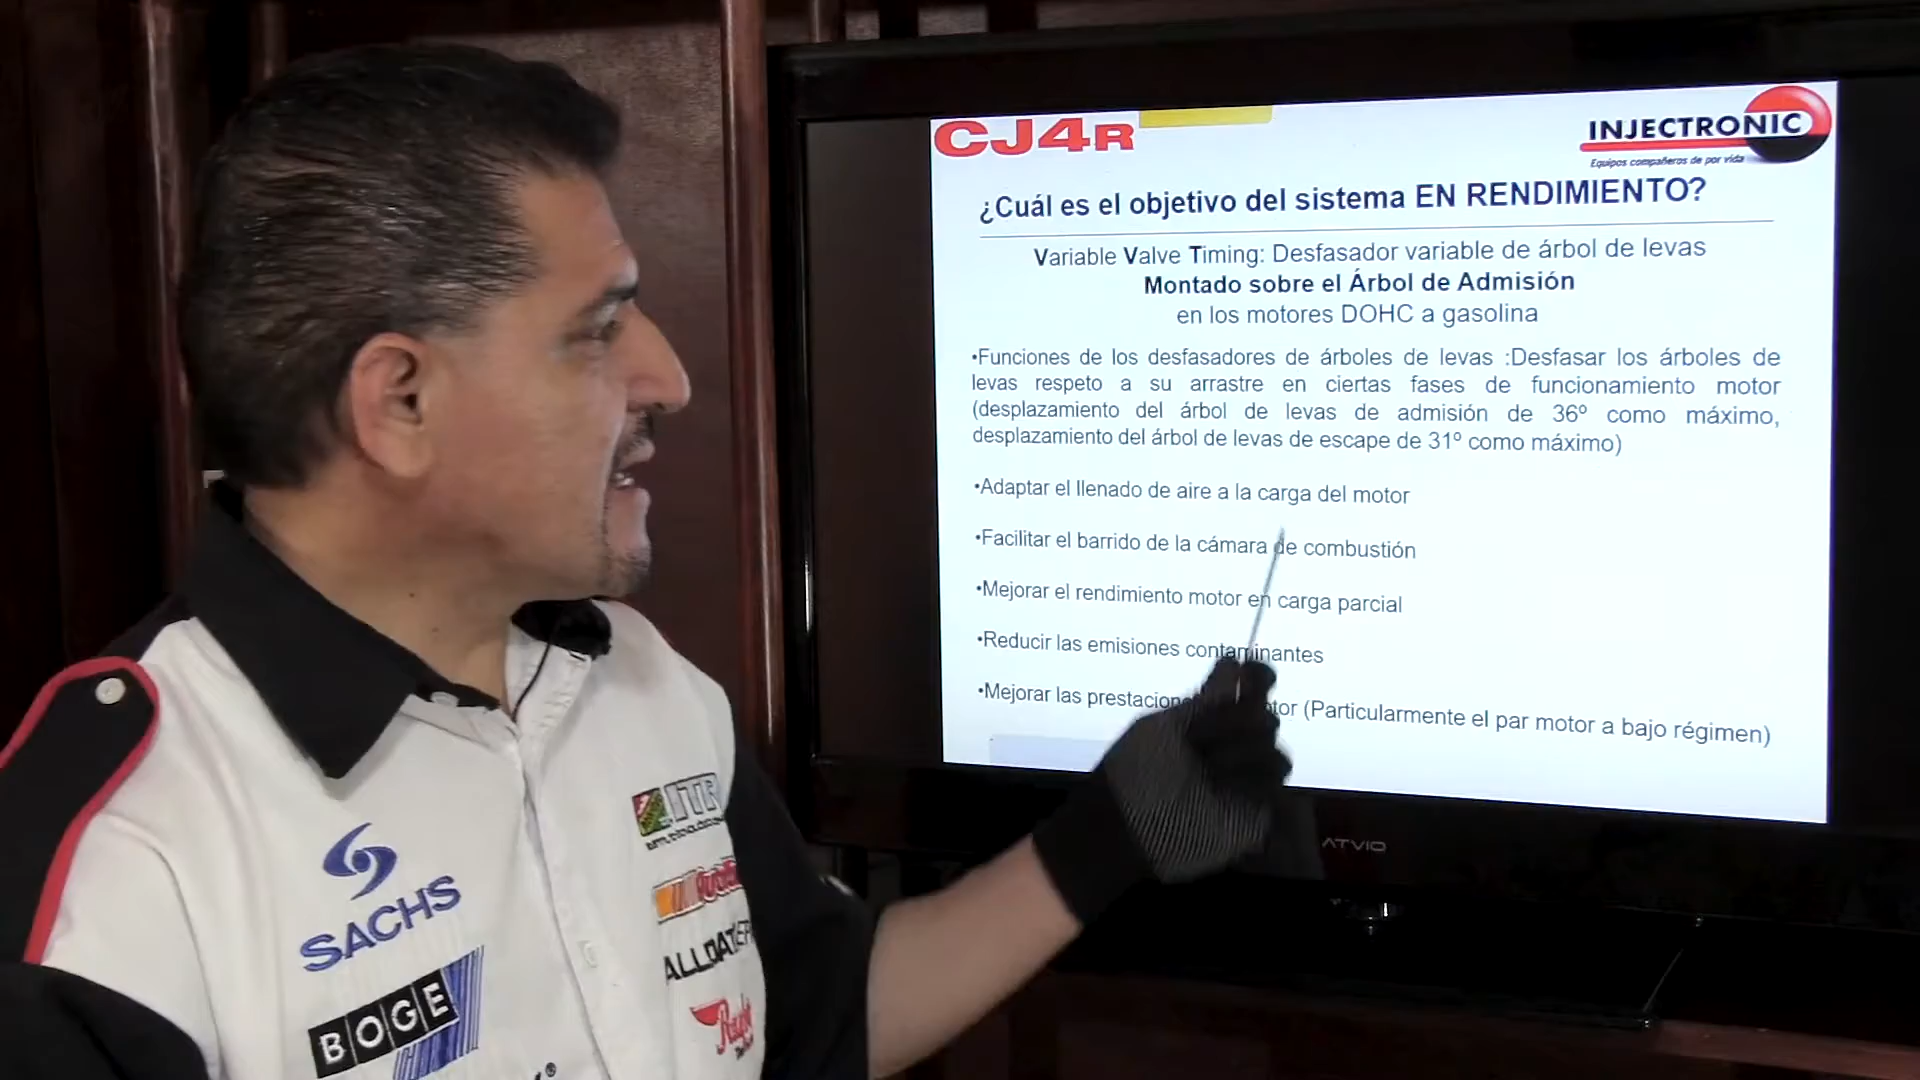 CJ4R
INJECTRONIC
Equipos compañeros de por vida
¿Cuál es el objetivo del sistema EN RENDIMIENTO?
Variable Valve Timing: Desfasador variable de árbol de levas
Montado sobre el Árbol de Admisión
en los motores DOHC a gasolina
•Funciones de los desfasadores de árboles de levas :Desfasar los árboles de
levas respeto a su arrastre en ciertas fases de funcionamiento motor
(desplazamiento del árbol de levas de admisión de 36º como máximo,
desplazamiento del árbol de levas de escape de 31º como máximo)
•Adaptar el llenado de aire a la carga del motor
•Facilitar el barrido de la cámara de combustión
•Mejorar el rendimiento motor en carga parcial
•Reducir las emisiones contaminantes
•Mejorar las (Particularmente el par motor a bajo régimen)
ATVIO
SACHS
BOGE